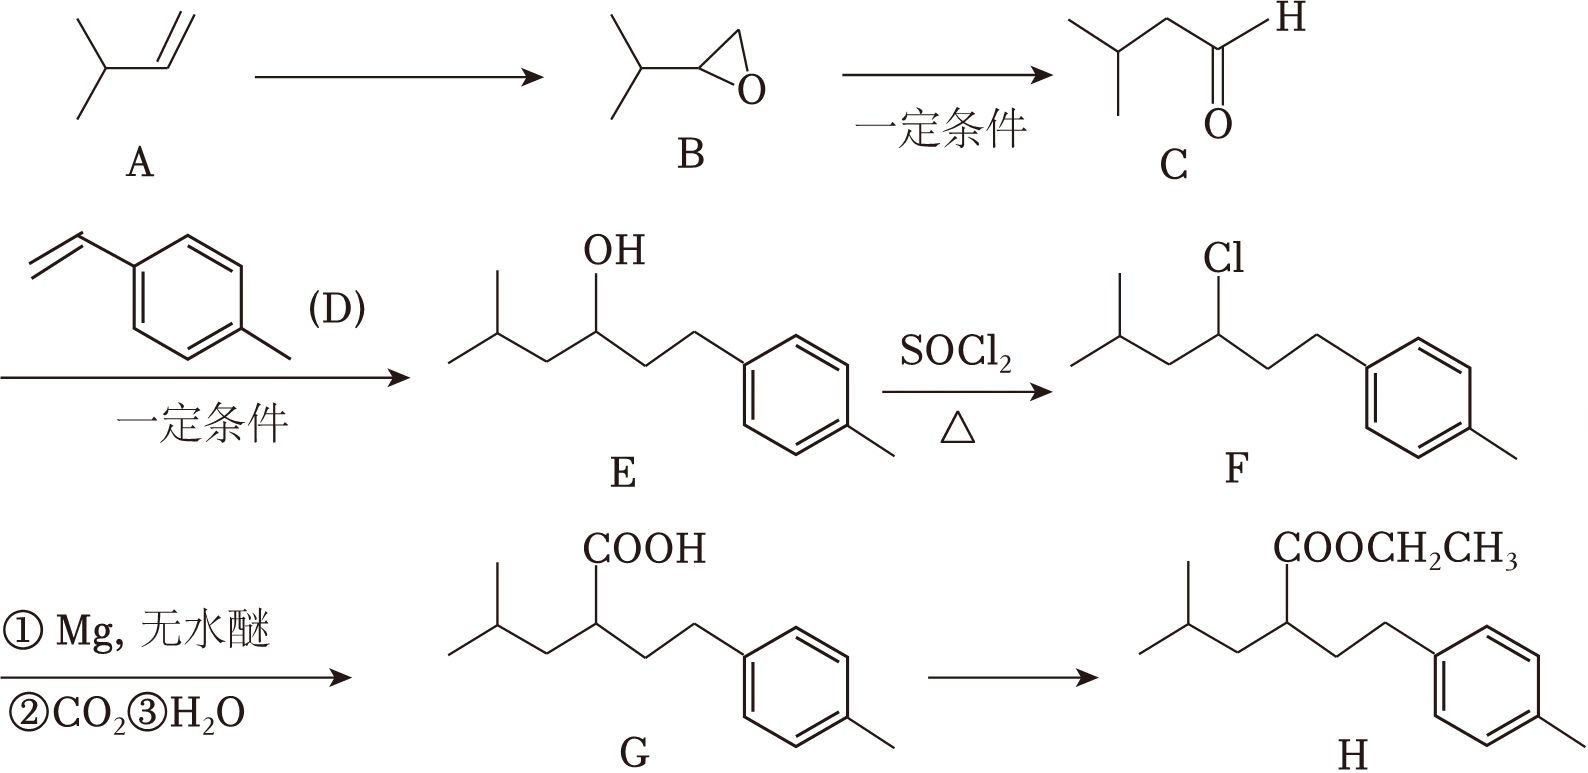 H
O
O
A
B
一定条件
C
OH
Cl
(D)
SOCl₂
一定条件
△
E
F
COOH
COOCH₂CH₃
① Mg, 无水醚
②CO₂③H₂O
G
H